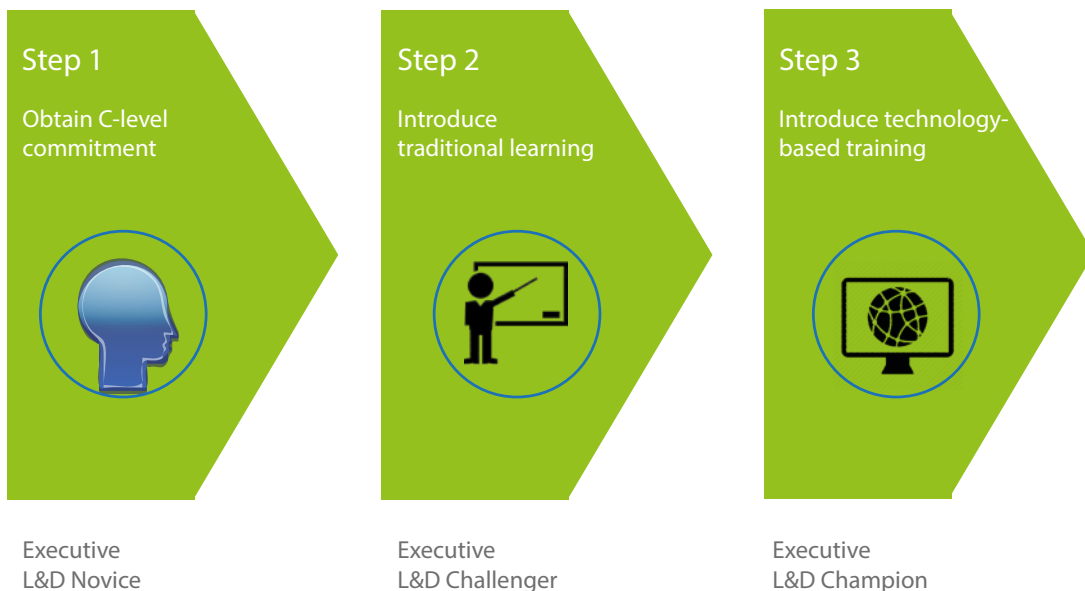 Step 1
Obtain C-level
commitment
Step 2
Introduce
traditional learning
Step 3
Introduce technology-
based training
Executive
L&D Novice
Executive
L&D Challenger
Executive
L&D Champion